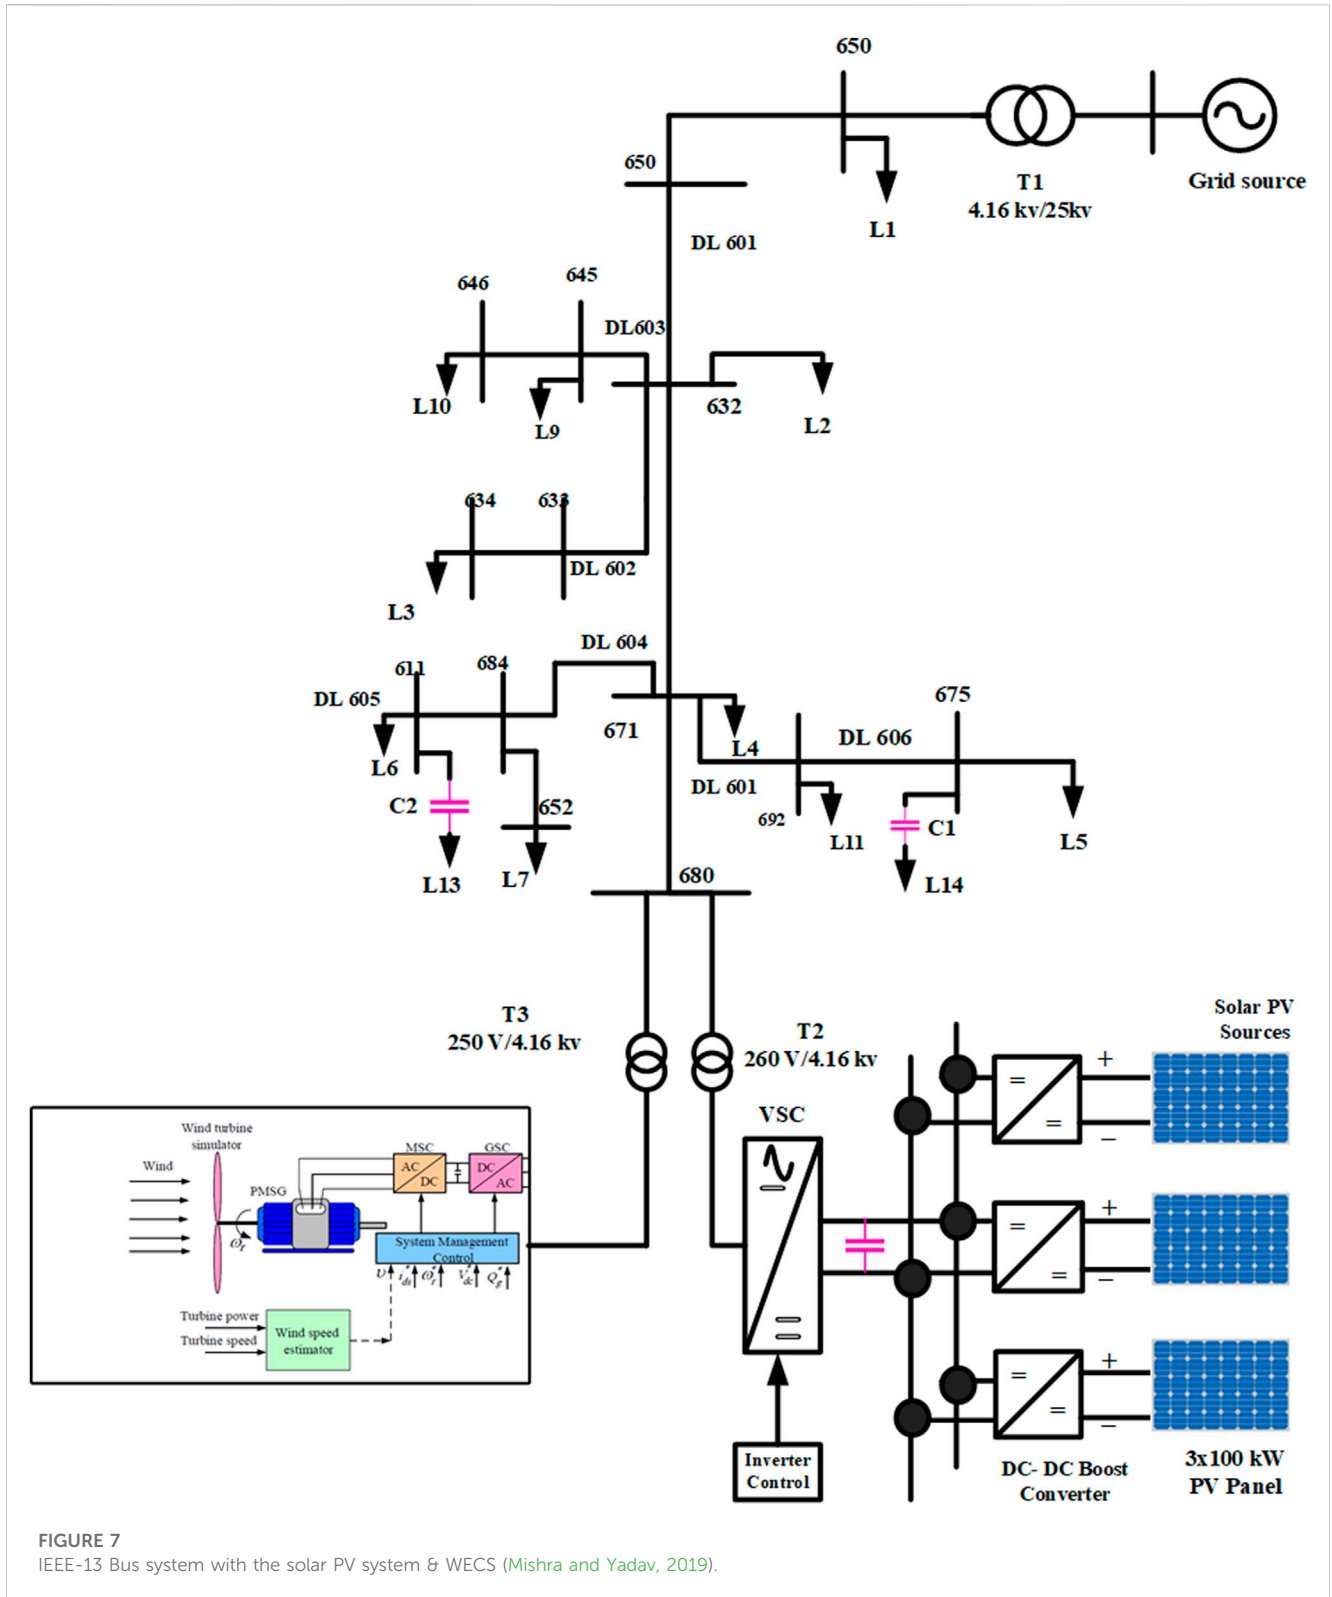 650
T1
4.16 kv/25kv
Grid source
L1
650
DL 601
646
645
DL603
L10
L9
632
L2
634
633
DL 602
L3
DL 604
611
684
DL 605
671
L6
C2
652
L13
L7
L4
DL 601
692
L11
DL 606
675
C1
L14
L5
680
T3
250 V/4.16 kv
T2
260 V/4.16 kv
VSC
Solar PV
Sources
+
−
+
−
+
−
=
=
=
=
=
=
Wind turbine
simulator
Wind
PMSG
ωr
MSC
AC
DC
GSC
DC
AC
System Management
Control
υ
i*ds
ω*r
V*dc
Q*g
Turbine power
Turbine speed
Wind speed
estimator
Inverter
Control
DC- DC Boost
Converter
3x100 kW
PV Panel
FIGURE 7
IEEE-13 Bus system with the solar PV system & WECS (Mishra and Yadav, 2019).